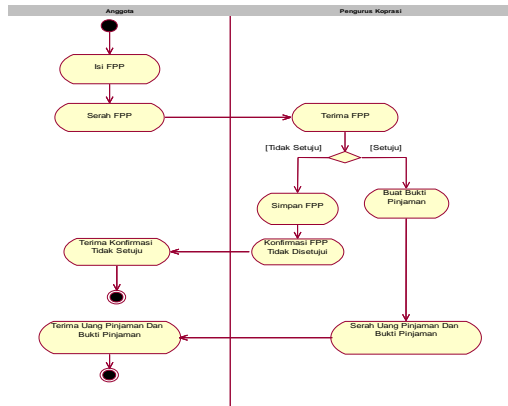 Anggota
Pengurus Koprasi
Isi FPP
Serah FPP
Terima FPP
[Tidak Setuju]
[Setuju]
Simpan FPP
Buat Bukti
Pinjaman
Terima Konfirmasi
Tidak Setuju
Konfirmasi FPP
Tidak Disetujui
Terima Uang Pinjaman Dan
Bukti Pinjaman
Serah Uang Pinjaman Dan
Bukti Pinjaman